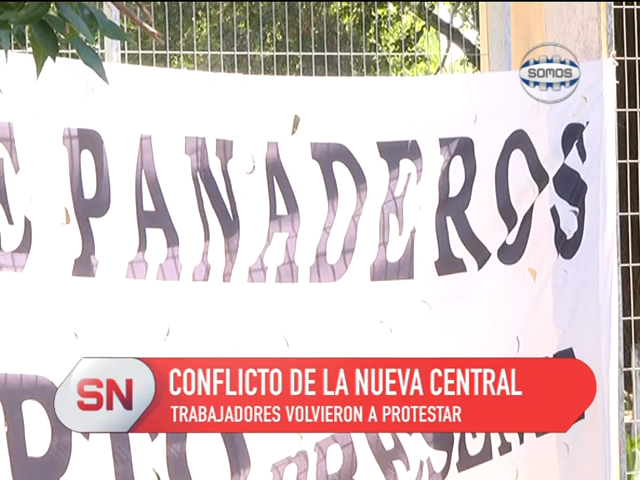 SOMOS
E PANADEROS
SN
CONFLICTO DE LA NUEVA CENTRAL
TRABAJADORES VOLVIERON A PROTESTAR